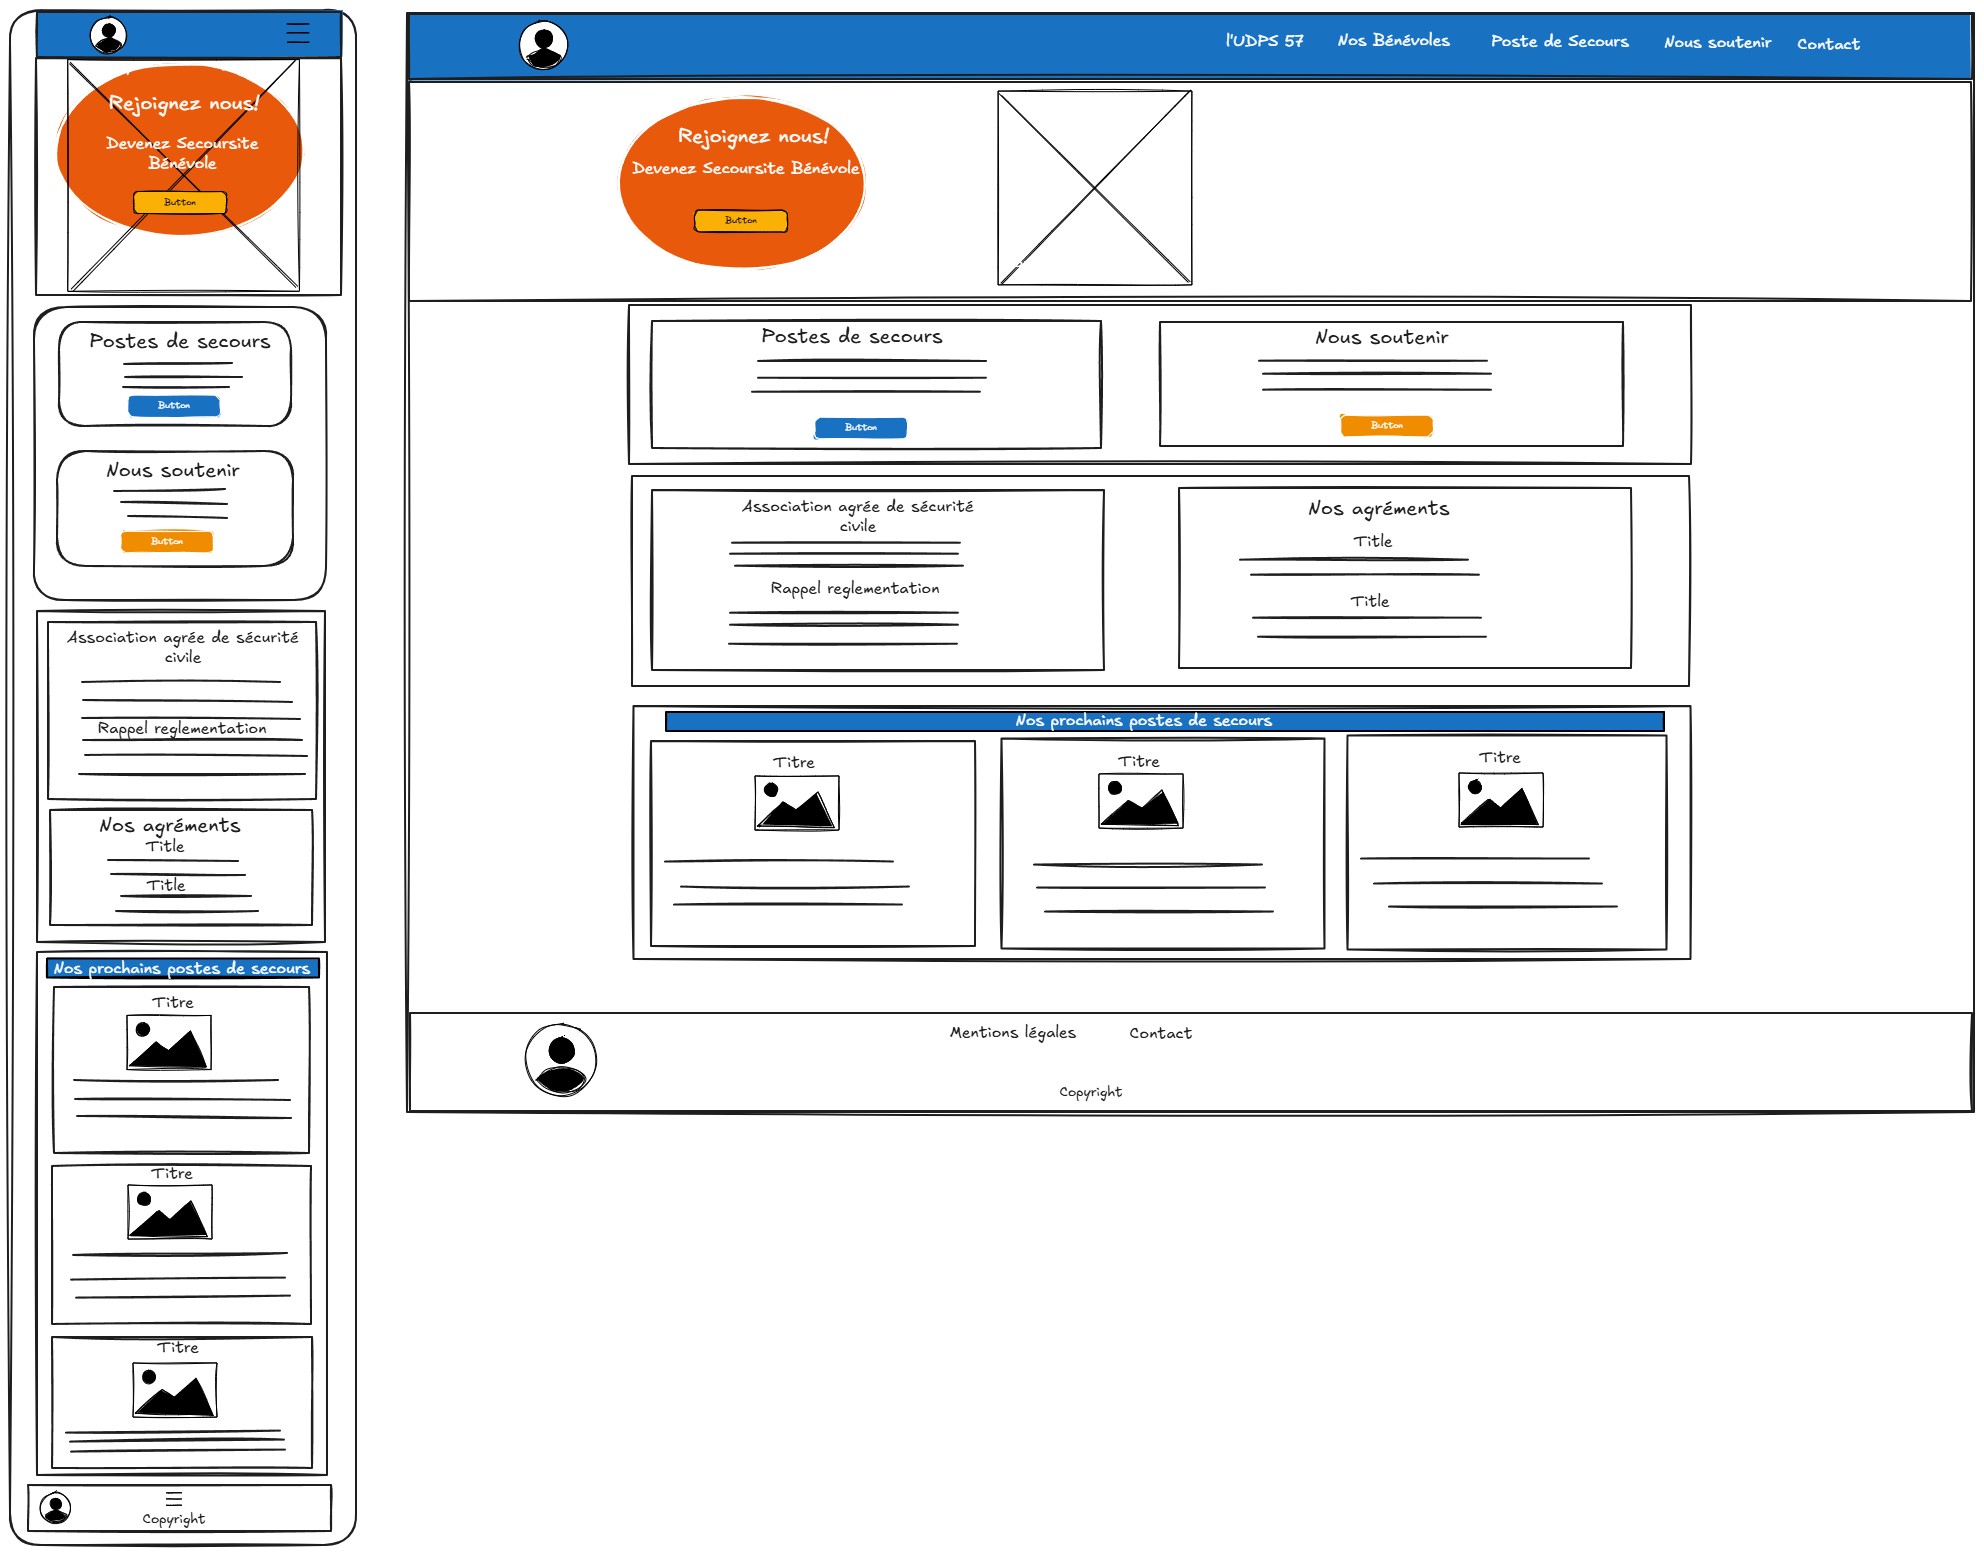 Rejoignez nous!
Devenez Secoursite
Bénévole
Button
Postes de secours
Button
Nous soutenir
Button
Association agrée de sécurité
civile
Rappel reglementation
Nos agréments
Title
Title
Nos prochains postes de secours
Titre
Titre
Titre
Copyright
l'UDPS 57 Nos Bénévoles Poste de Secours Nous soutenir Contact
Rejoignez nous!
Devenez Secoursite Bénévole
Button
Postes de secours
Button
Nous soutenir
Button
Association agrée de sécurité
civile
Rappel reglementation
Nos agréments
Title
Title
Nos prochains postes de secours
Titre
Titre
Titre
Mentions légales Contact
Copyright